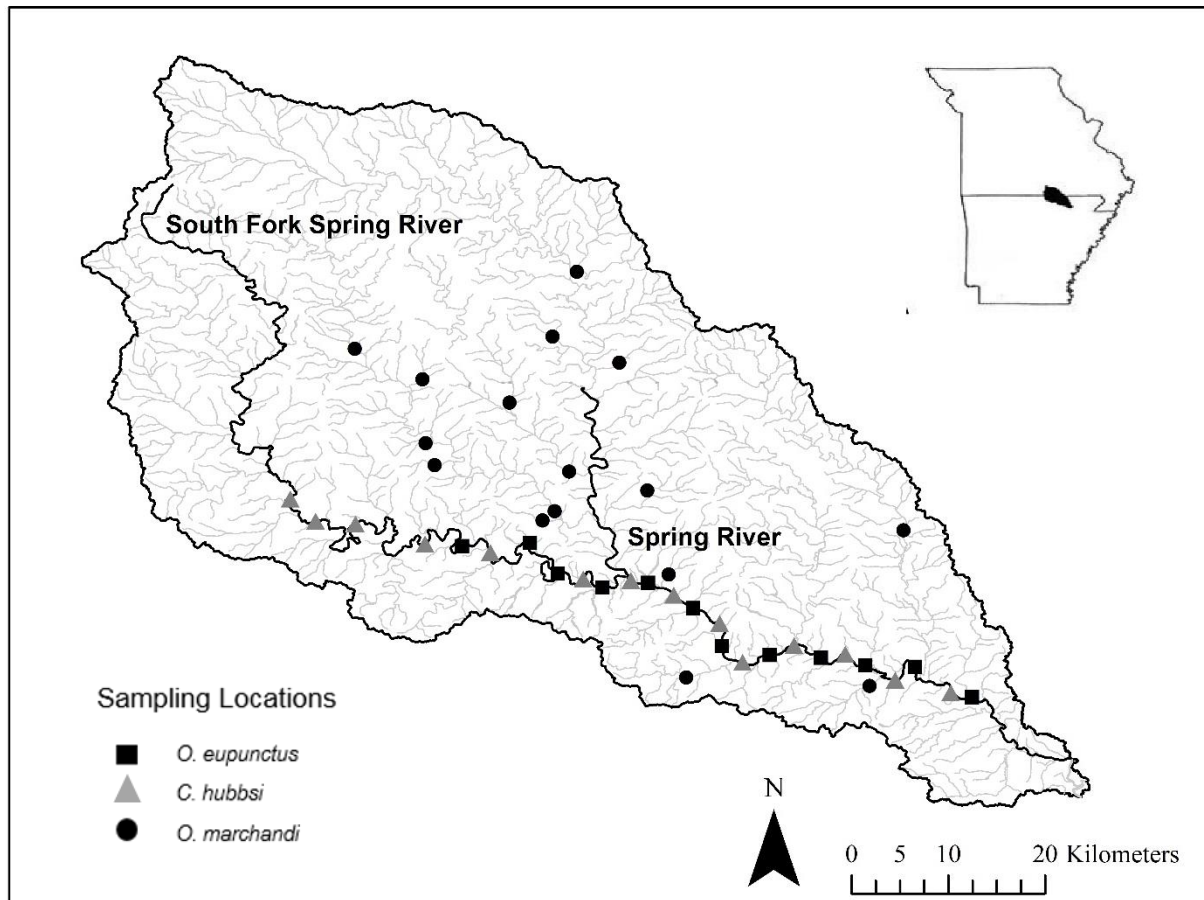 South Fork Spring River
Spring River
Sampling Locations
O. eupunctus
C. hubbsi
O. marchandi
N
0 5 10 20 Kilometers